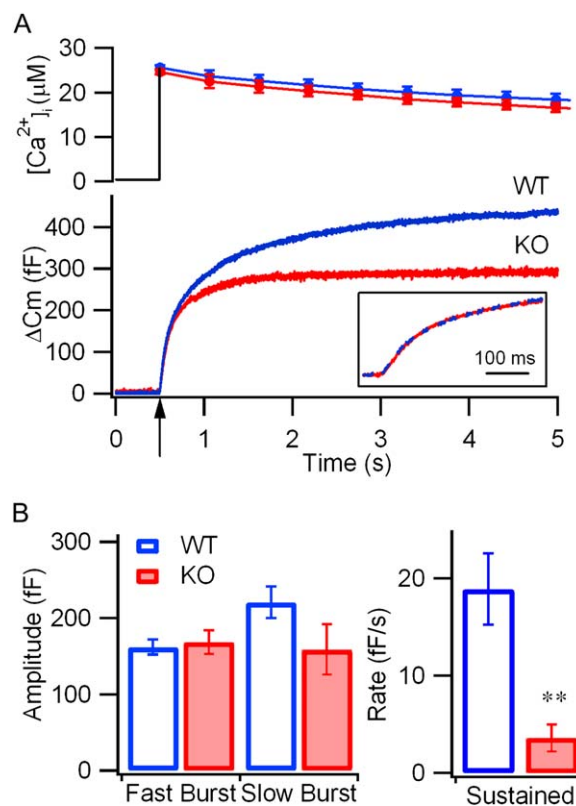 A
[Ca²⁺]ᵢ (µM)
30
20
10
0
WT
KO
ΔCm (fF)
400
300
200
100
0
100 ms
0 1 2 3 4 5
Time (s)
B
WT
KO
Amplitude (fF)
300
200
100
0
Fast Burst Slow Burst
Rate (fF/s)
20
10
0
**
Sustained